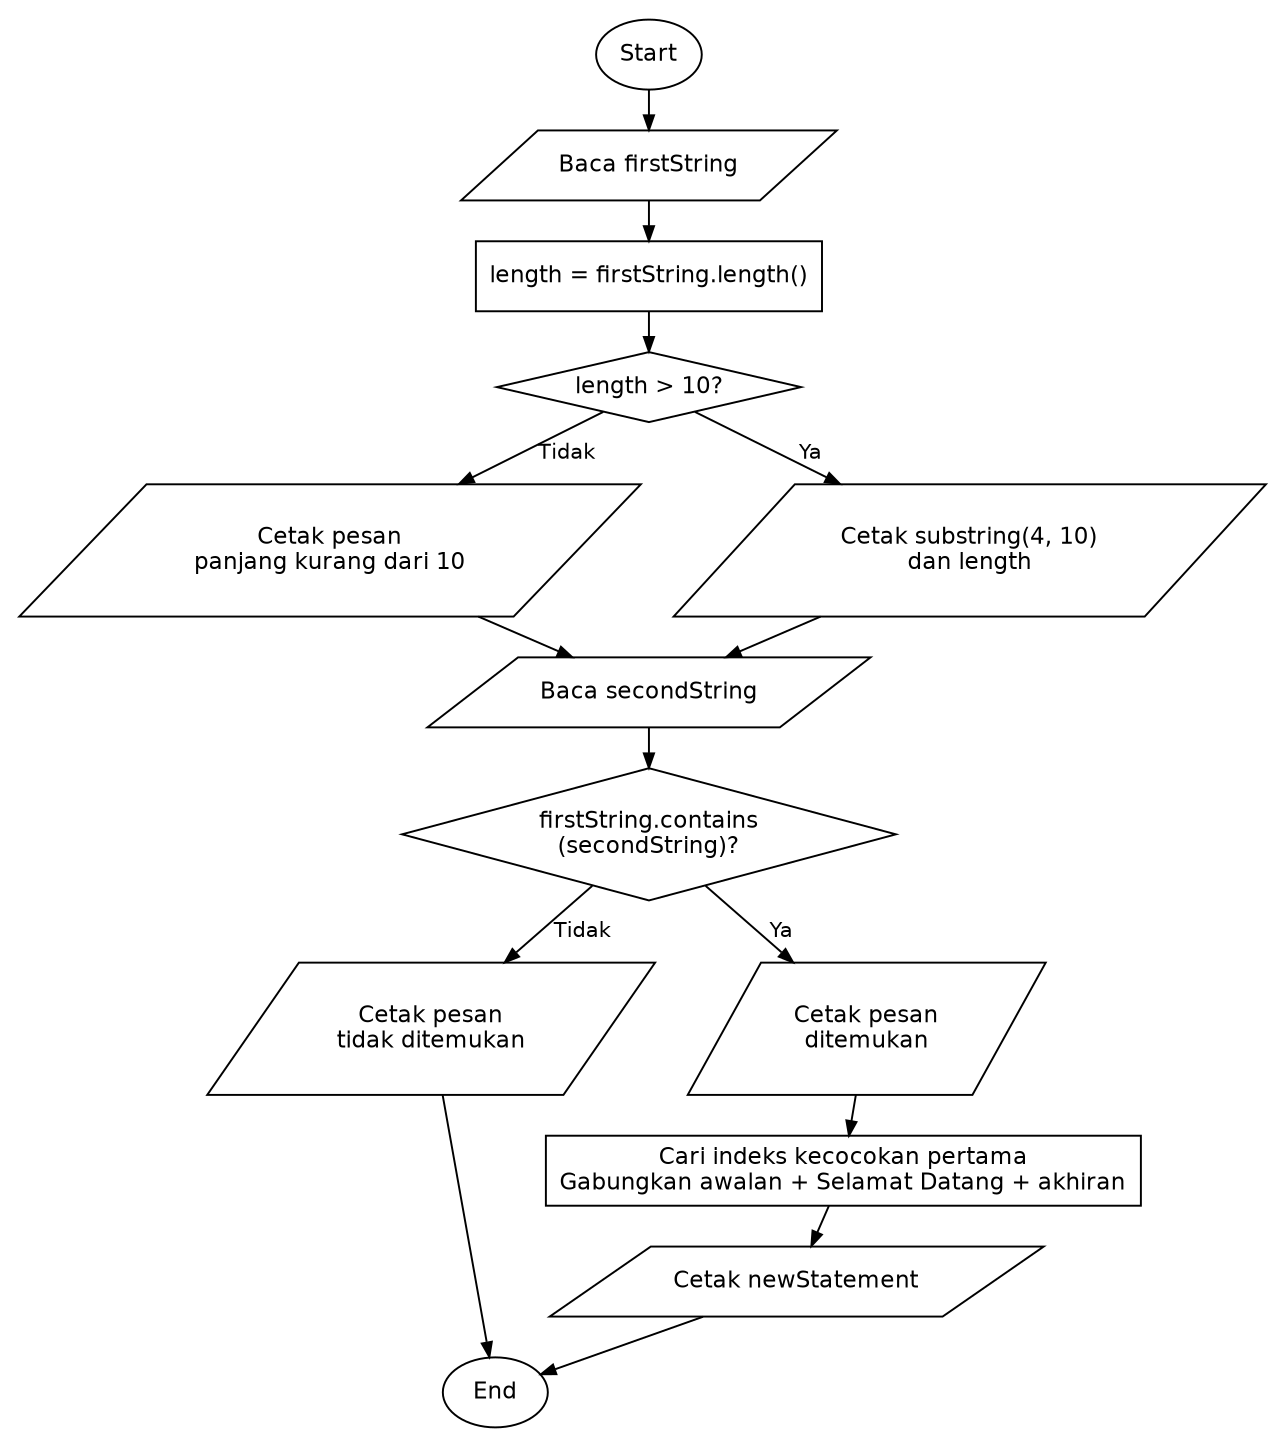 Start
Baca firstString
length = firstString.length()
length > 10?
Tidak
Ya
Cetak pesan
panjang kurang dari 10
Cetak substring(4, 10)
dan length
Baca secondString
firstString.contains
(secondString)?
Tidak
Ya
Cetak pesan
tidak ditemukan
Cetak pesan
ditemukan
Cari indeks kecocokan pertama
Gabungkan awalan + Selamat Datang + akhiran
Cetak newStatement
End